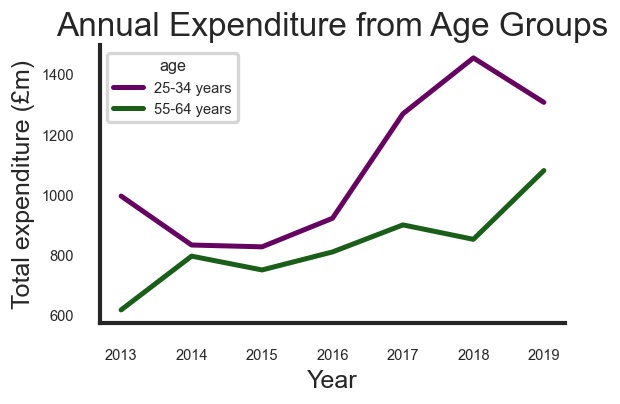 Annual Expenditure from Age Groups
age
25-34 years
55-64 years
Total expenditure (£m)
1400
1200
1000
800
600
2013 2014 2015 2016 2017 2018 2019
Year